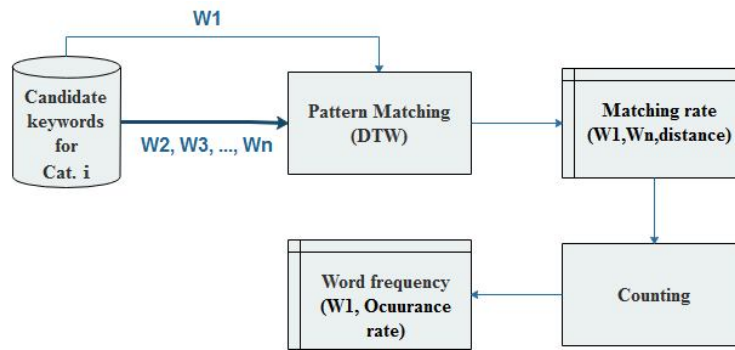 W1
Candidate
keywords
for
Cat. i
W2, W3, ..., Wn
Pattern Matching
(DTW)
Matching rate
(W1,Wn,distance)
Word frequency
(W1, Ocuurance
rate)
Counting